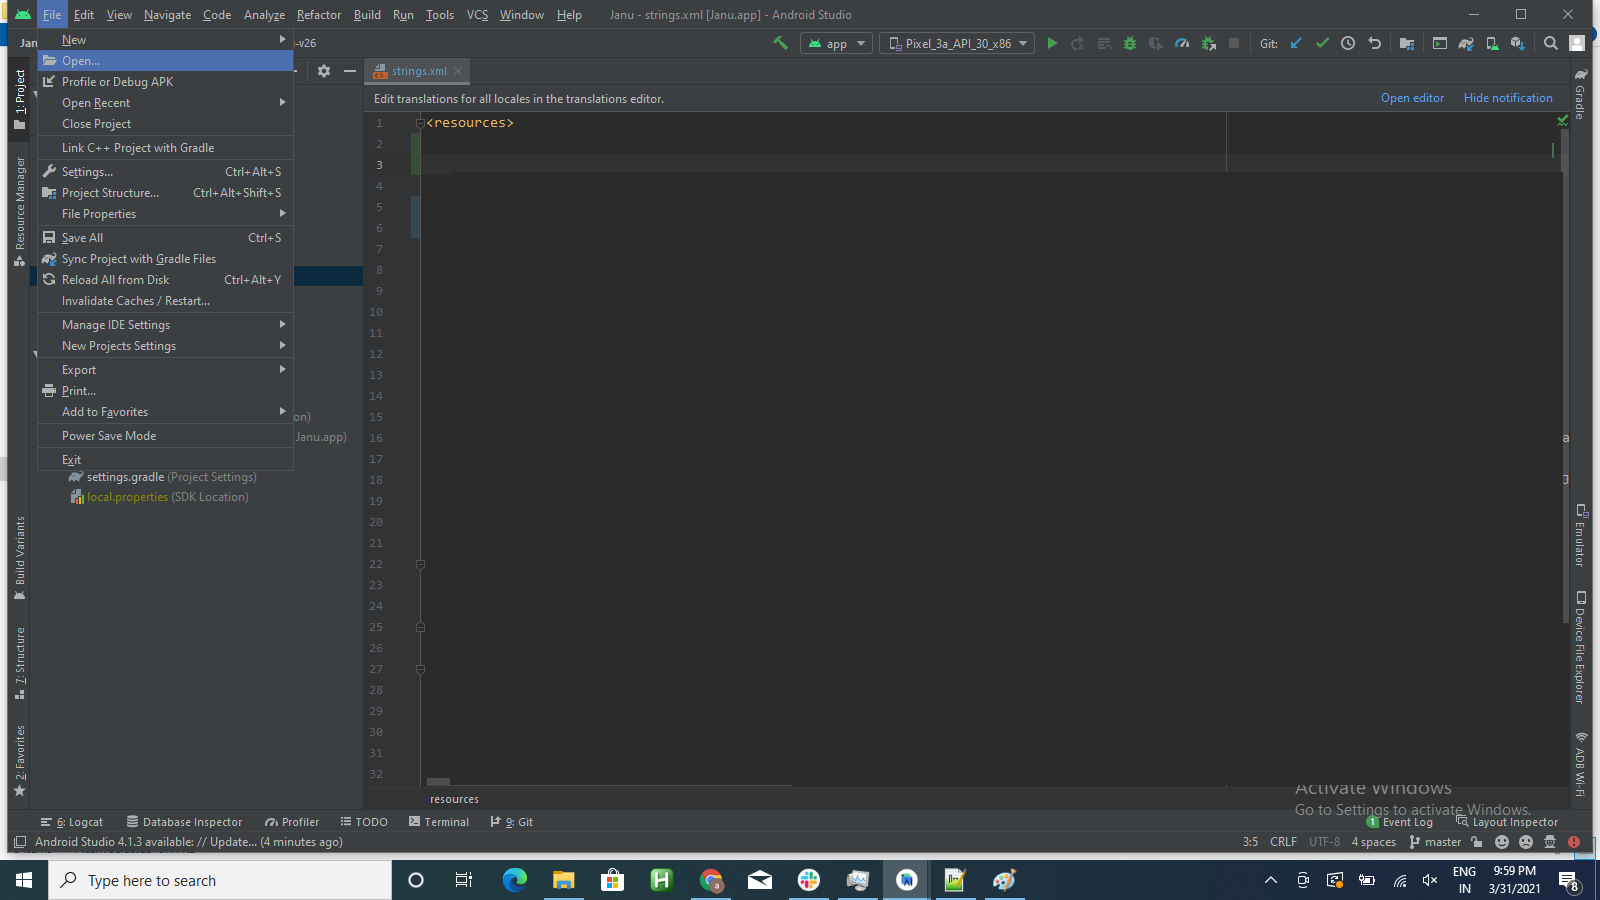 File Edit View Navigate Code Analyze Refactor Build Run Tools VCS Window Help Janu - strings.xml [Janu.app] - Android Studio
Jan
-v26
app
Pixel_3a_API_30_x86
Git:
New
Open...
Profile or Debug APK
Open Recent
Close Project
Link C++ Project with Gradle
Settings... Ctrl+Alt+S
Project Structure... Ctrl+Alt+Shift+S
File Properties
Save All Ctrl+S
Sync Project with Gradle Files
Reload All from Disk Ctrl+Alt+Y
Invalidate Caches / Restart...
Manage IDE Settings
New Projects Settings
Export
Print...
Add to Favorites
Power Save Mode
Exit
on)
Janu.app)
settings.gradle (Project Settings)
local.properties (SDK Location)
1: Project
Resource Manager
Build Variants
7: Structure
2: Favorites
strings.xml
Edit translations for all locales in the translations editor. Open editor Hide notification
1 <resources>
2
3
4
5
6
7
8
9
10
11
12
13
14
15
16
17
18
19
20
21
22
23
24
25
26
27
28
29
30
31
32
a
J
resources
Gradle
Emulator
Device File Explorer
ADB Wi-Fi
Activate Windows
Go to Settings to activate Windows.
6: Logcat Database Inspector Profiler TODO Terminal 9: Git 1 Event Log Layout Inspector
Android Studio 4.1.3 available: // Update... (4 minutes ago) 3:5 CRLF UTF-8 4 spaces master
Type here to search
ENG
IN
9:59 PM
3/31/2021
8